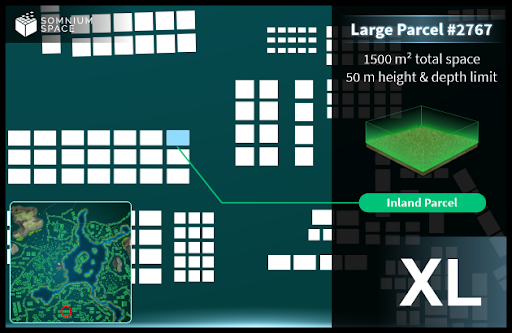 SOMNIUM
SPACE
Large Parcel #2767
1500 m² total space
50 m height & depth limit
Inland Parcel
XL